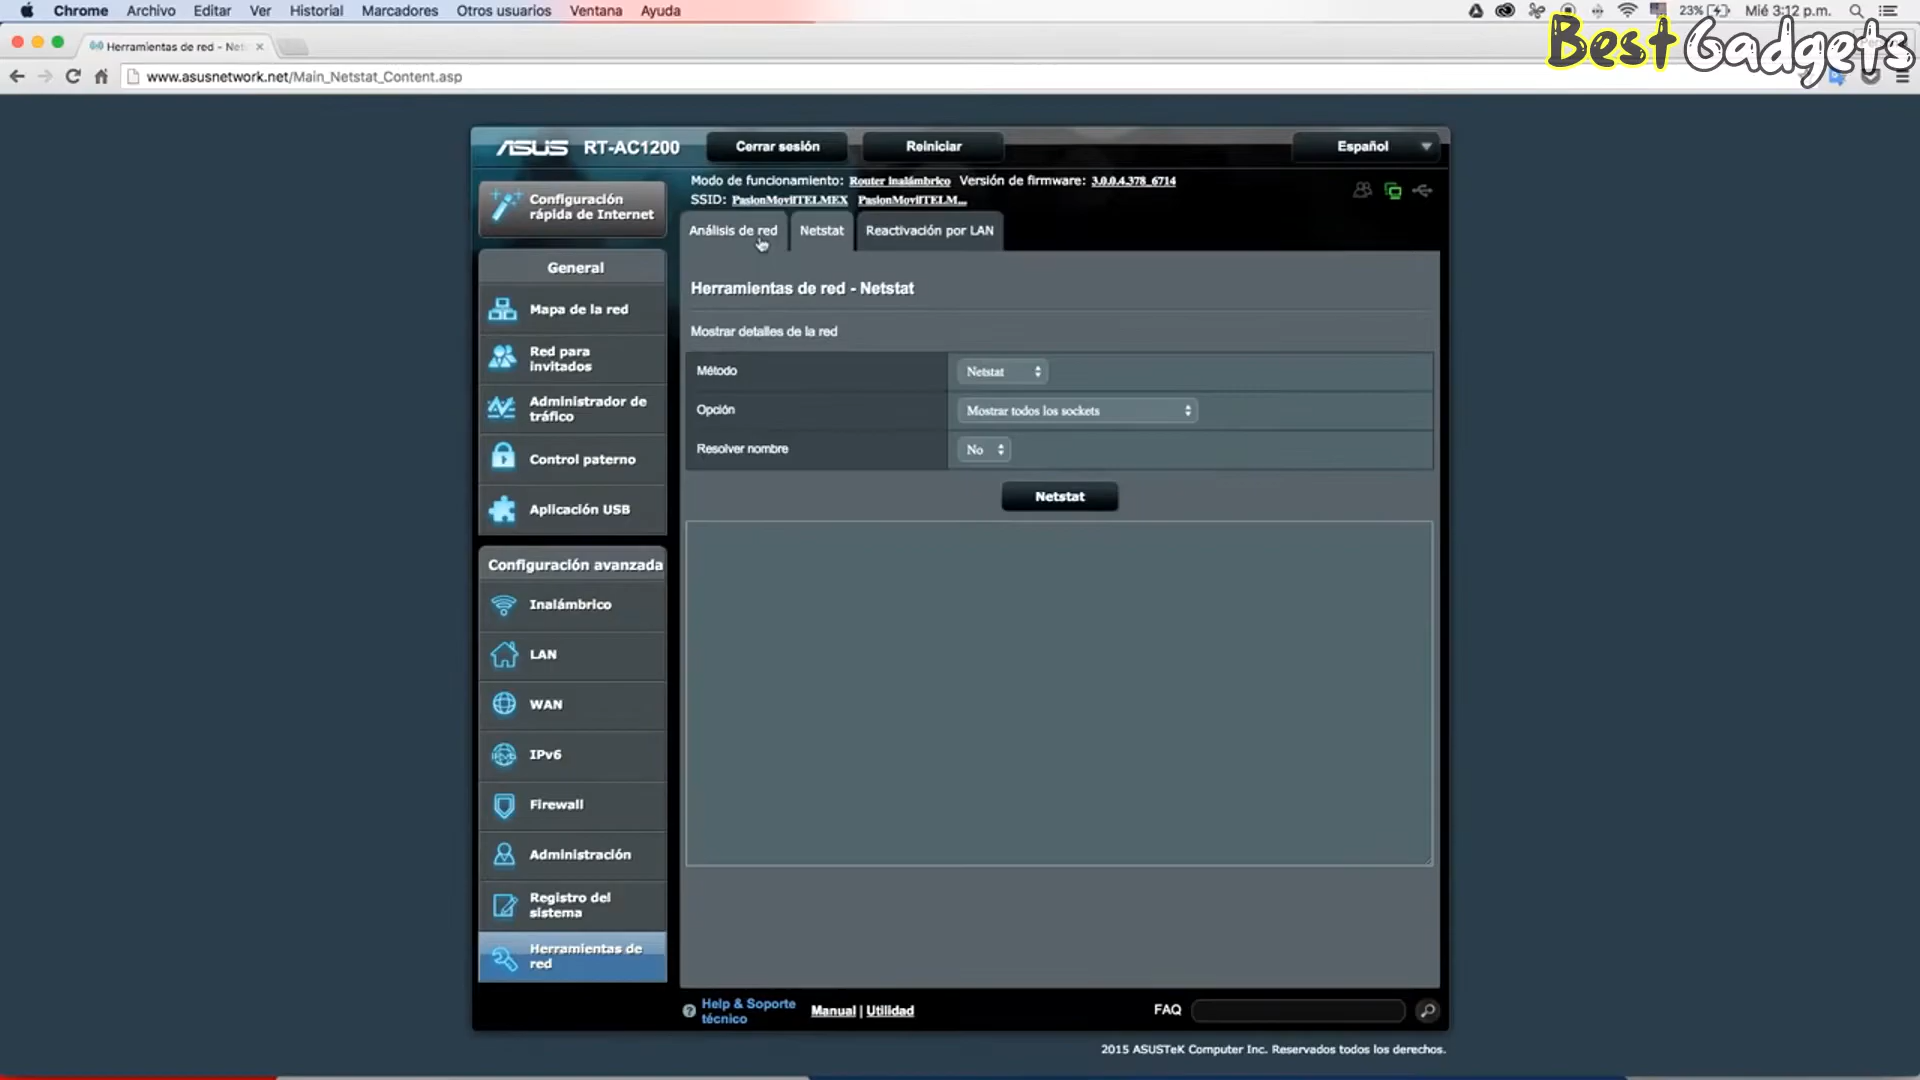 Chrome Archivo Editar Ver Historial Marcadores Otros usuarios Ventana Ayuda
23% Mié 3:12 p.m.
BestGadgets
Herramientas de red - Net
www.asusnetwork.net/Main_Netstat_Content.asp
ASUS RT-AC1200 Cerrar sesión Reiniciar Español
Modo de funcionamiento: Router inalámbrico Versión de firmware: 3.0.0.4.378_6714
SSID: PasionMovilTELMEX PasionMovilTELM...
Configuración
rápida de Internet
Análisis de red Netstat Reactivación por LAN
General
Mapa de la red
Red para
invitados
Administrador de
tráfico
Control paterno
Aplicación USB
Configuración avanzada
Inalámbrico
LAN
WAN
IPv6
Firewall
Administración
Registro del
sistema
Herramientas de
red
Herramientas de red - Netstat
Mostrar detalles de la red
Método Netstat
Opción Mostrar todos los sockets
Resolver nombre No
Netstat
Help & Soporte
técnico
Manual | Utilidad
FAQ
2015 ASUSTeK Computer Inc. Reservados todos los derechos.